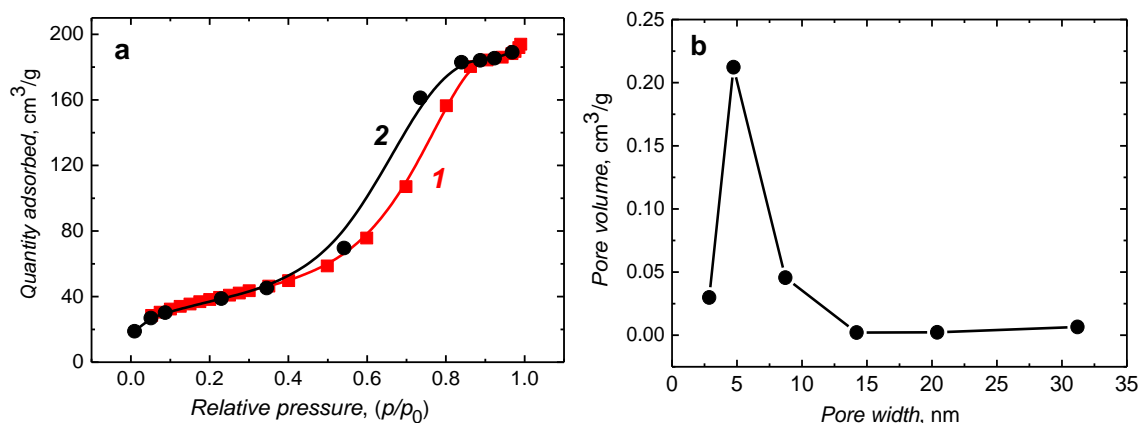 a
200
160
120
80
40
0
Quantity adsorbed, cm³/g
2
1
0.0 0.2 0.4 0.6 0.8 1.0
Relative pressure, (p/p₀)
b
0.25
0.20
0.15
0.10
0.05
0.00
Pore volume, cm³/g
0 5 10 15 20 25 30 35
Pore width, nm